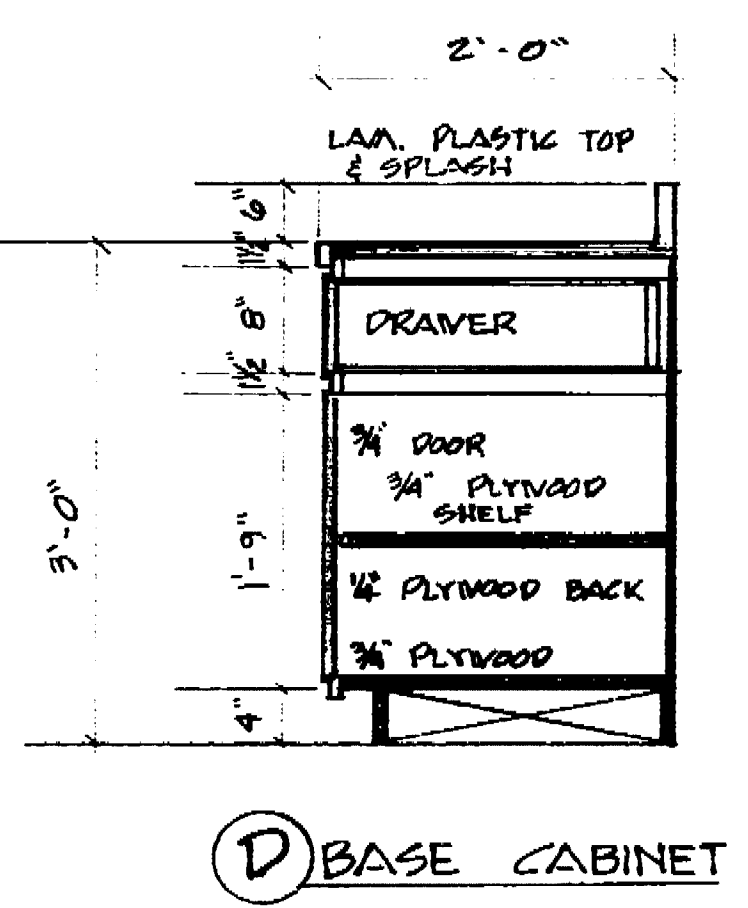 2'-0"
LAM. PLASTIC TOP
& SPLASH
6"
1½"
8"
DRAWER
1½"
¾" DOOR
¾" PLYWOOD
SHELF
3'-0"
1'-9"
¼" PLYWOOD BACK
¾" PLYWOOD
4"
D BASE CABINET